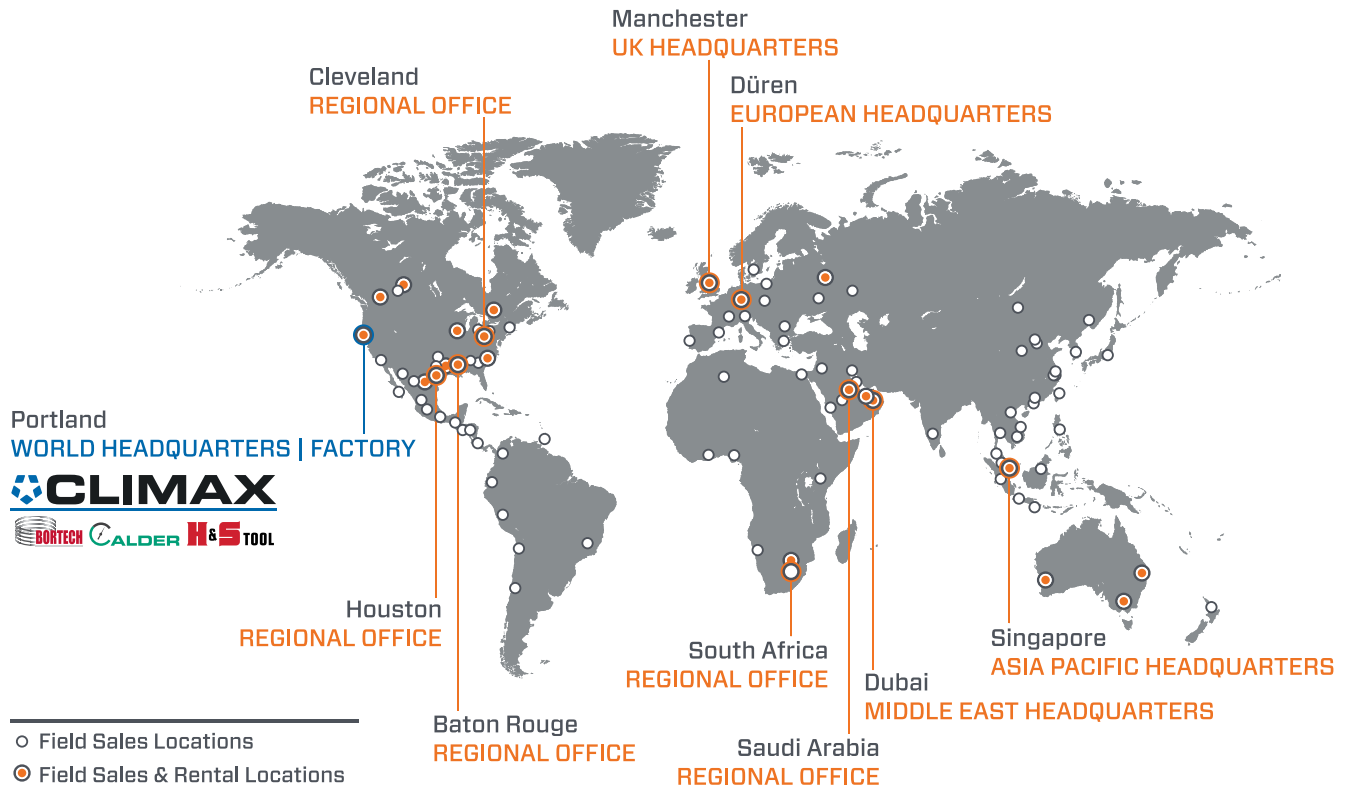 Manchester
UK HEADQUARTERS
Cleveland
REGIONAL OFFICE
Düren
EUROPEAN HEADQUARTERS
Portland
WORLD HEADQUARTERS | FACTORY
CLIMAX
BORTECH CALDER H&S TOOL
Houston
REGIONAL OFFICE
South Africa
REGIONAL OFFICE
Singapore
ASIA PACIFIC HEADQUARTERS
Dubai
MIDDLE EAST HEADQUARTERS
Baton Rouge
REGIONAL OFFICE
Saudi Arabia
REGIONAL OFFICE
Field Sales Locations
Field Sales & Rental Locations